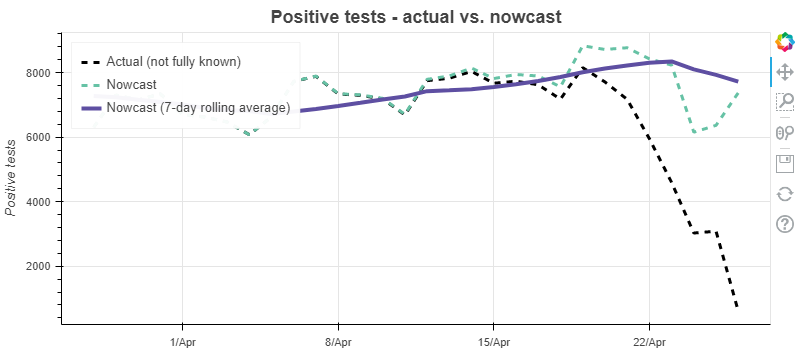 Positive tests - actual vs. nowcast
Actual (not fully known)
Nowcast
Nowcast (7-day rolling average)
Positive tests
8000
6000
4000
2000
1/Apr
8/Apr
15/Apr
22/Apr